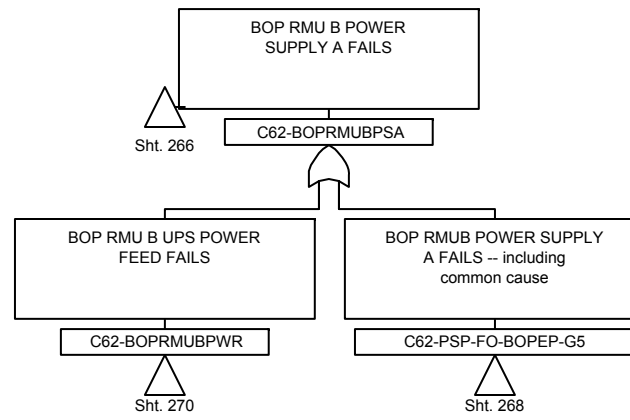 BOP RMU B POWER
SUPPLY A FAILS
Sht. 266
C62-BOPRMUBPSA
BOP RMU B UPS POWER
FEED FAILS
C62-BOPRMUBPWR
Sht. 270
BOP RMUB POWER SUPPLY
A FAILS -- including
common cause
C62-PSP-FO-BOPEP-G5
Sht. 268